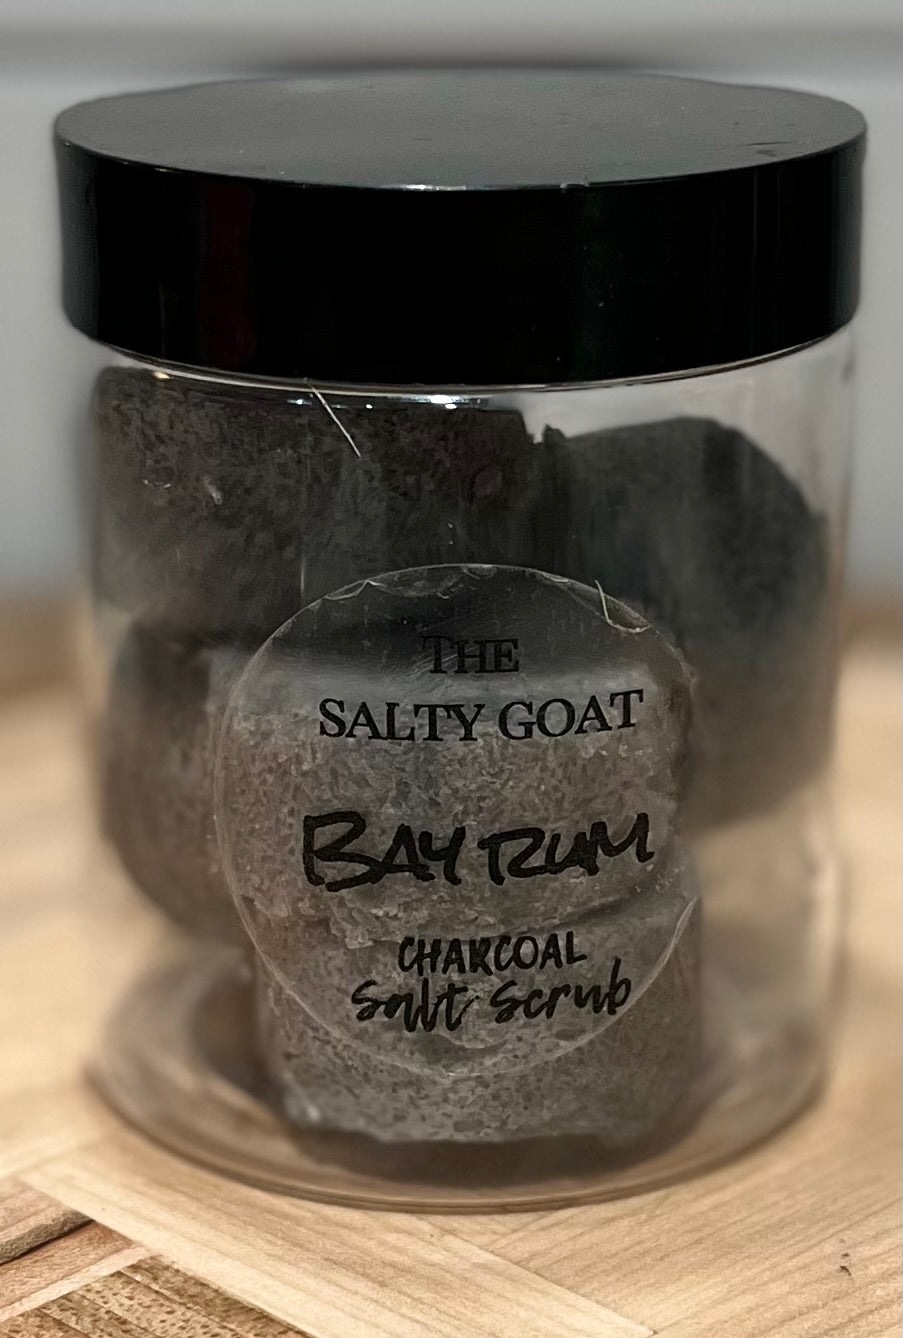 THE
SALTY GOAT
BAY RUM
CHARCOAL
Salt Scrub